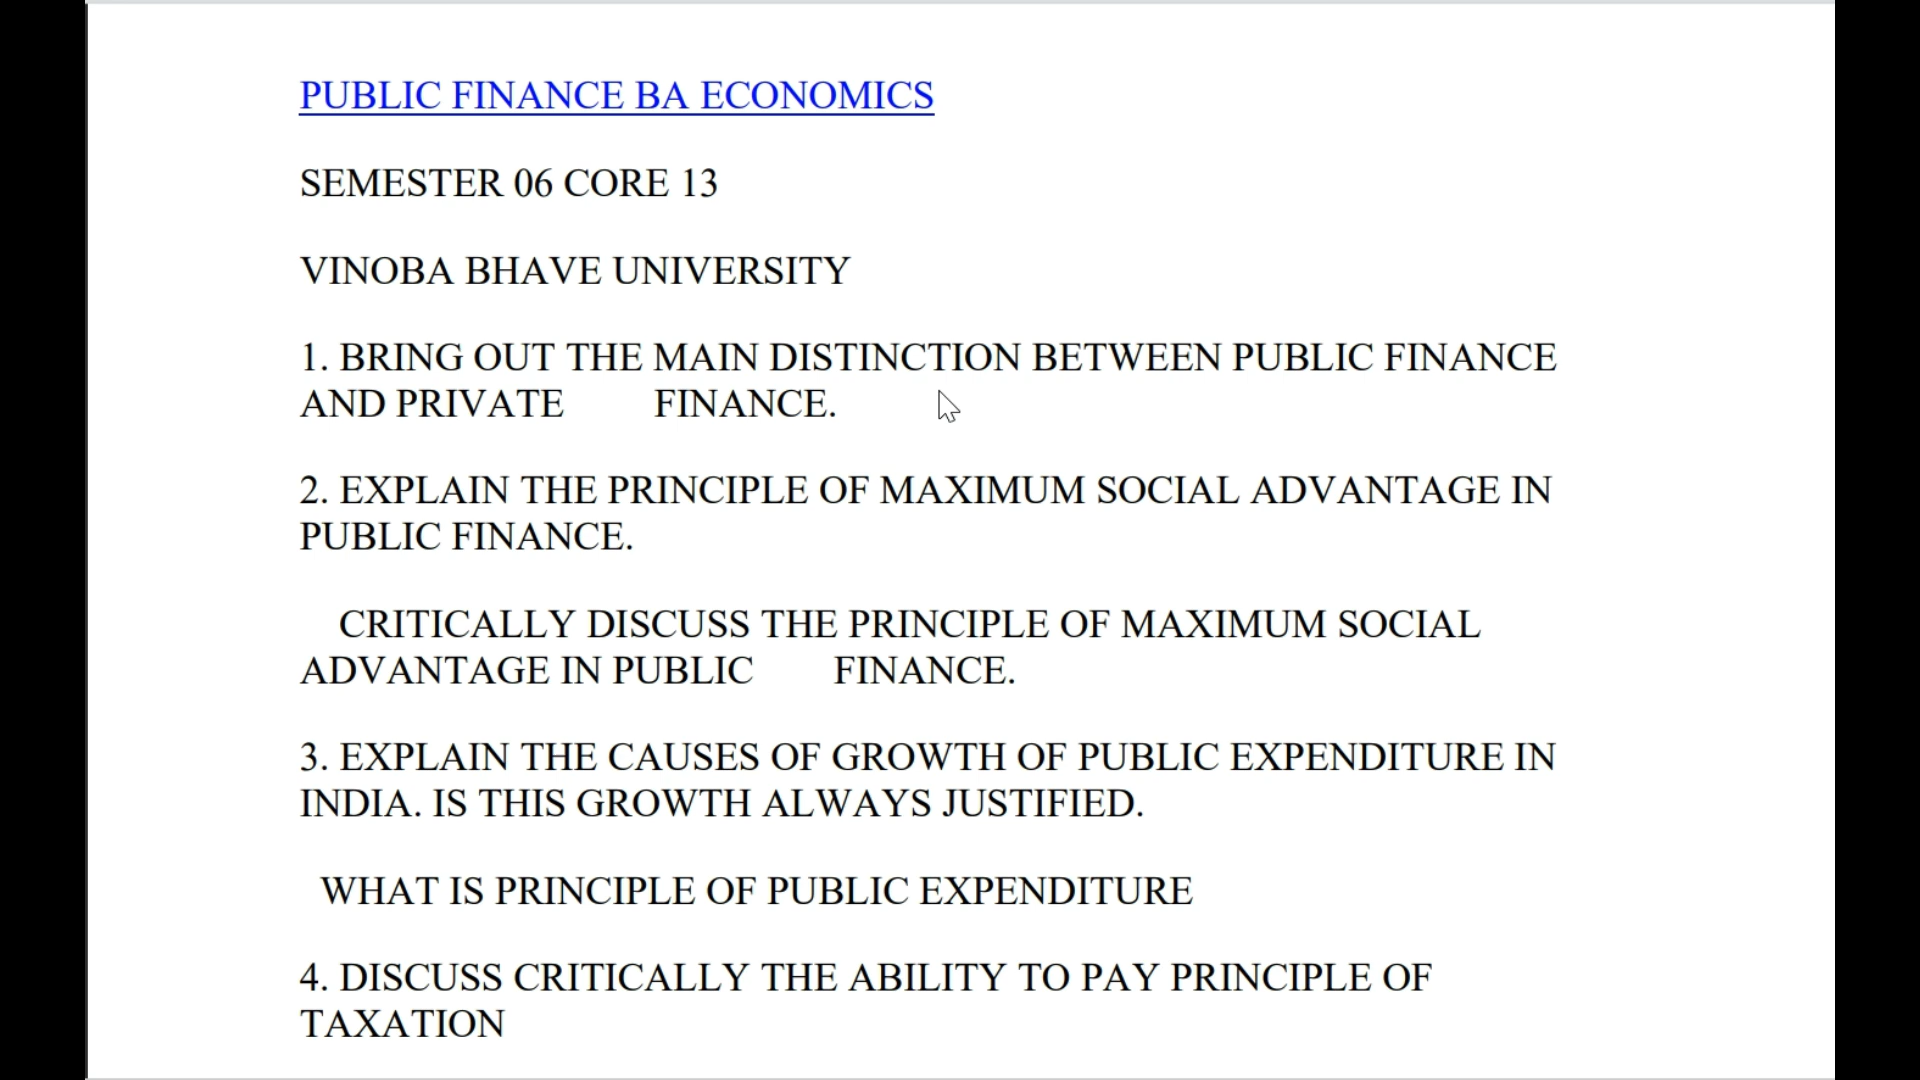 PUBLIC FINANCE BA ECONOMICS
SEMESTER 06 CORE 13
VINOBA BHAVE UNIVERSITY
1. BRING OUT THE MAIN DISTINCTION BETWEEN PUBLIC FINANCE
AND PRIVATE FINANCE.
2. EXPLAIN THE PRINCIPLE OF MAXIMUM SOCIAL ADVANTAGE IN
PUBLIC FINANCE.
CRITICALLY DISCUSS THE PRINCIPLE OF MAXIMUM SOCIAL
ADVANTAGE IN PUBLIC FINANCE.
3. EXPLAIN THE CAUSES OF GROWTH OF PUBLIC EXPENDITURE IN
INDIA. IS THIS GROWTH ALWAYS JUSTIFIED.
WHAT IS PRINCIPLE OF PUBLIC EXPENDITURE
4. DISCUSS CRITICALLY THE ABILITY TO PAY PRINCIPLE OF
TAXATION